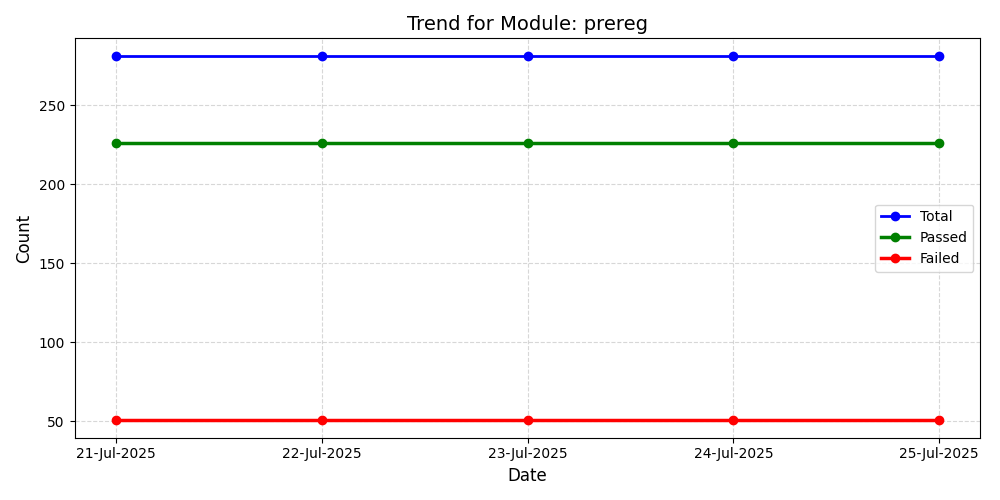 Trend for Module: prereg
Count
250
200
150
100
50
Total
Passed
Failed
21-Jul-2025
22-Jul-2025
23-Jul-2025
24-Jul-2025
25-Jul-2025
Date